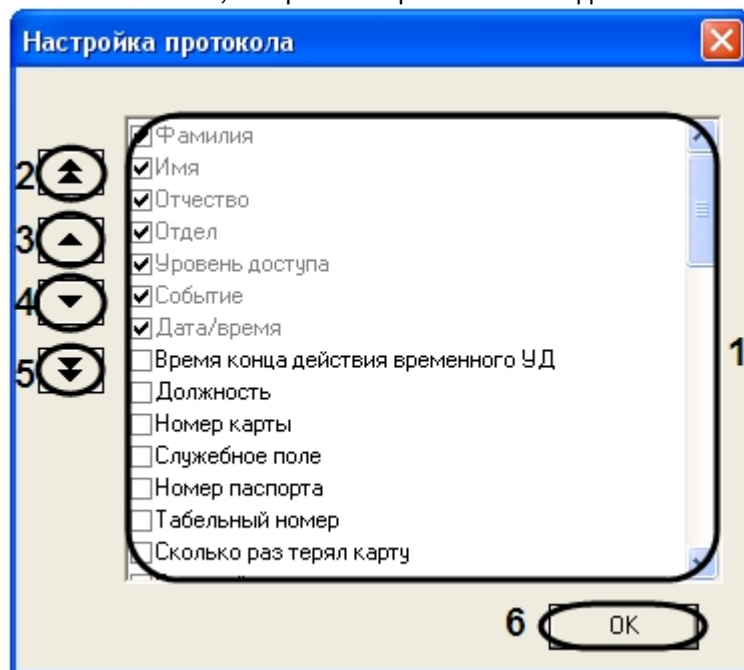 Настройка протокола
Фамилия
Имя
2
Отчество
Отдел
3
Уровень доступа
4
Событие
Дата/время
Время конца действия временного УД
1
5
Должность
Номер карты
Служебное поле
Номер паспорта
Табельный номер
Сколько раз терял карту
6
OK